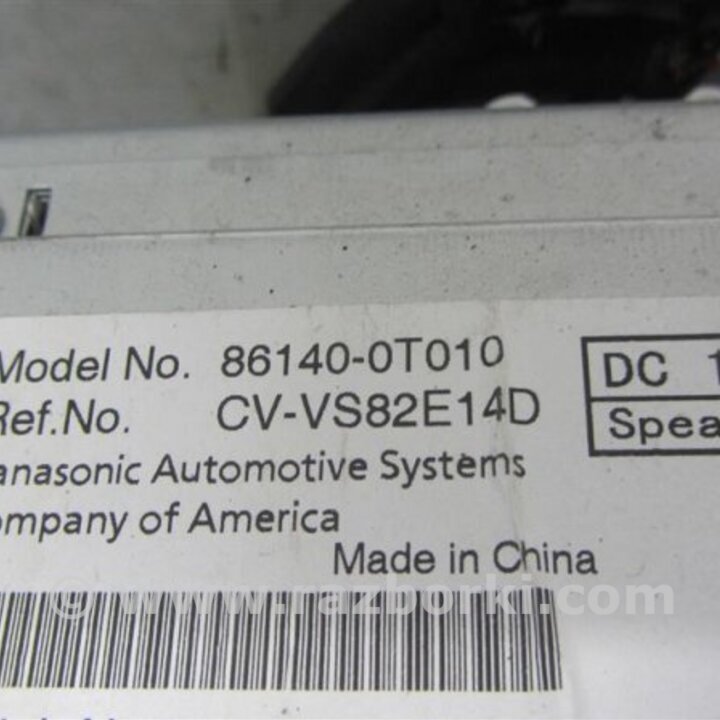 Model No. 86140-0T010
Ref.No. CV-VS82E14D
DC 1
Spea
anasonic Automotive Systems
ompany of America
Made in China
© www.razborki.com